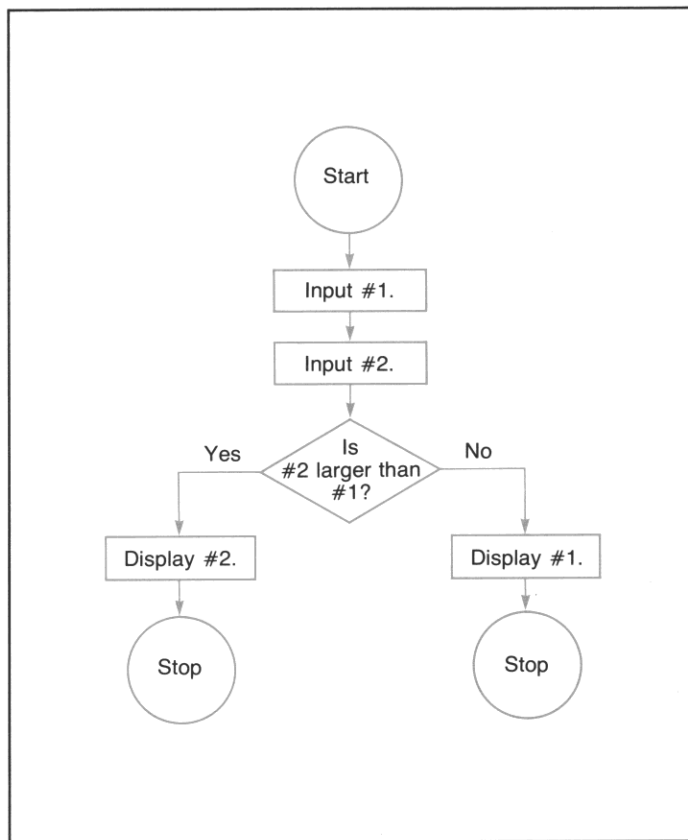 Start
Input #1.
Input #2.
Is
#2 larger than
#1?
Yes
No
Display #2.
Display #1.
Stop
Stop